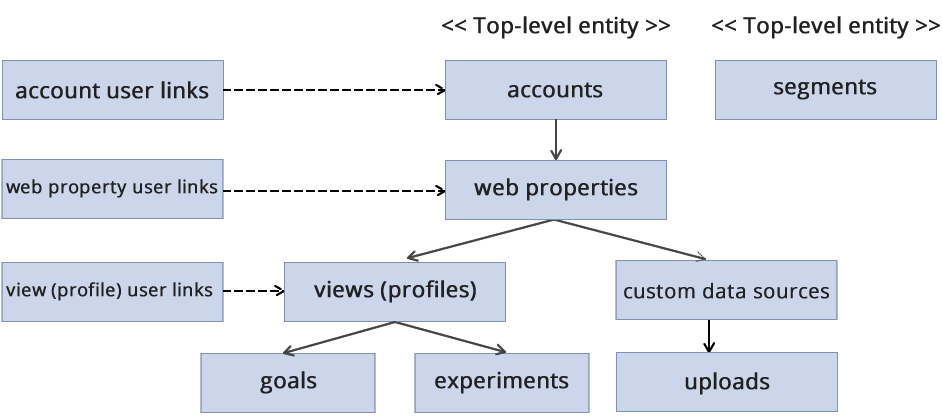 << Top-level entity >>
<< Top-level entity >>
account user links
accounts
segments
web property user links
web properties
view (profile) user links
views (profiles)
custom data sources
goals
experiments
uploads